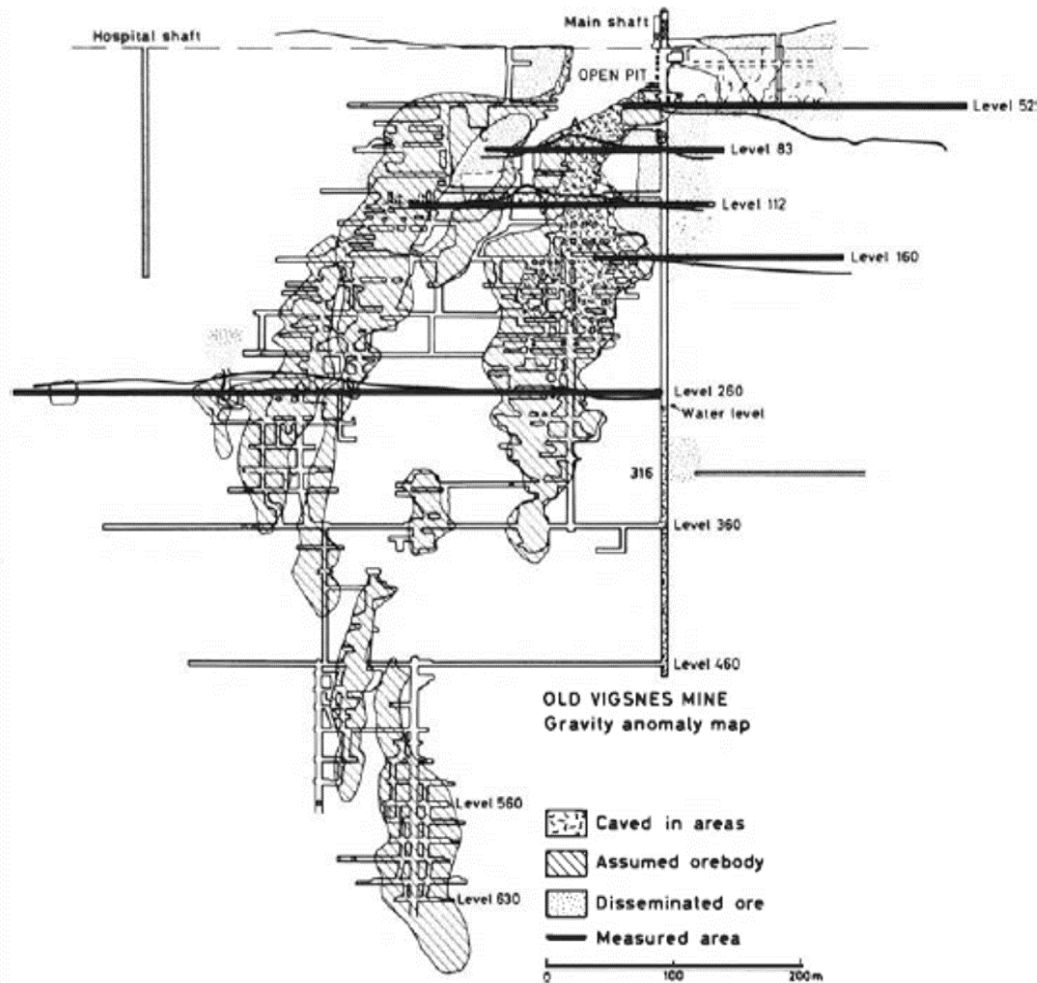 Main shaft
Hospital shaft
OPEN PIT
Level 529
A
Level 83
Level 112
Level 160
Level 260
Water level
316
Level 360
Level 460
OLD VIGSNES MINE
Gravity anomaly map
Level 560
Caved in areas
Assumed orebody
Level 630
Disseminated ore
Measured area
0 100 200m